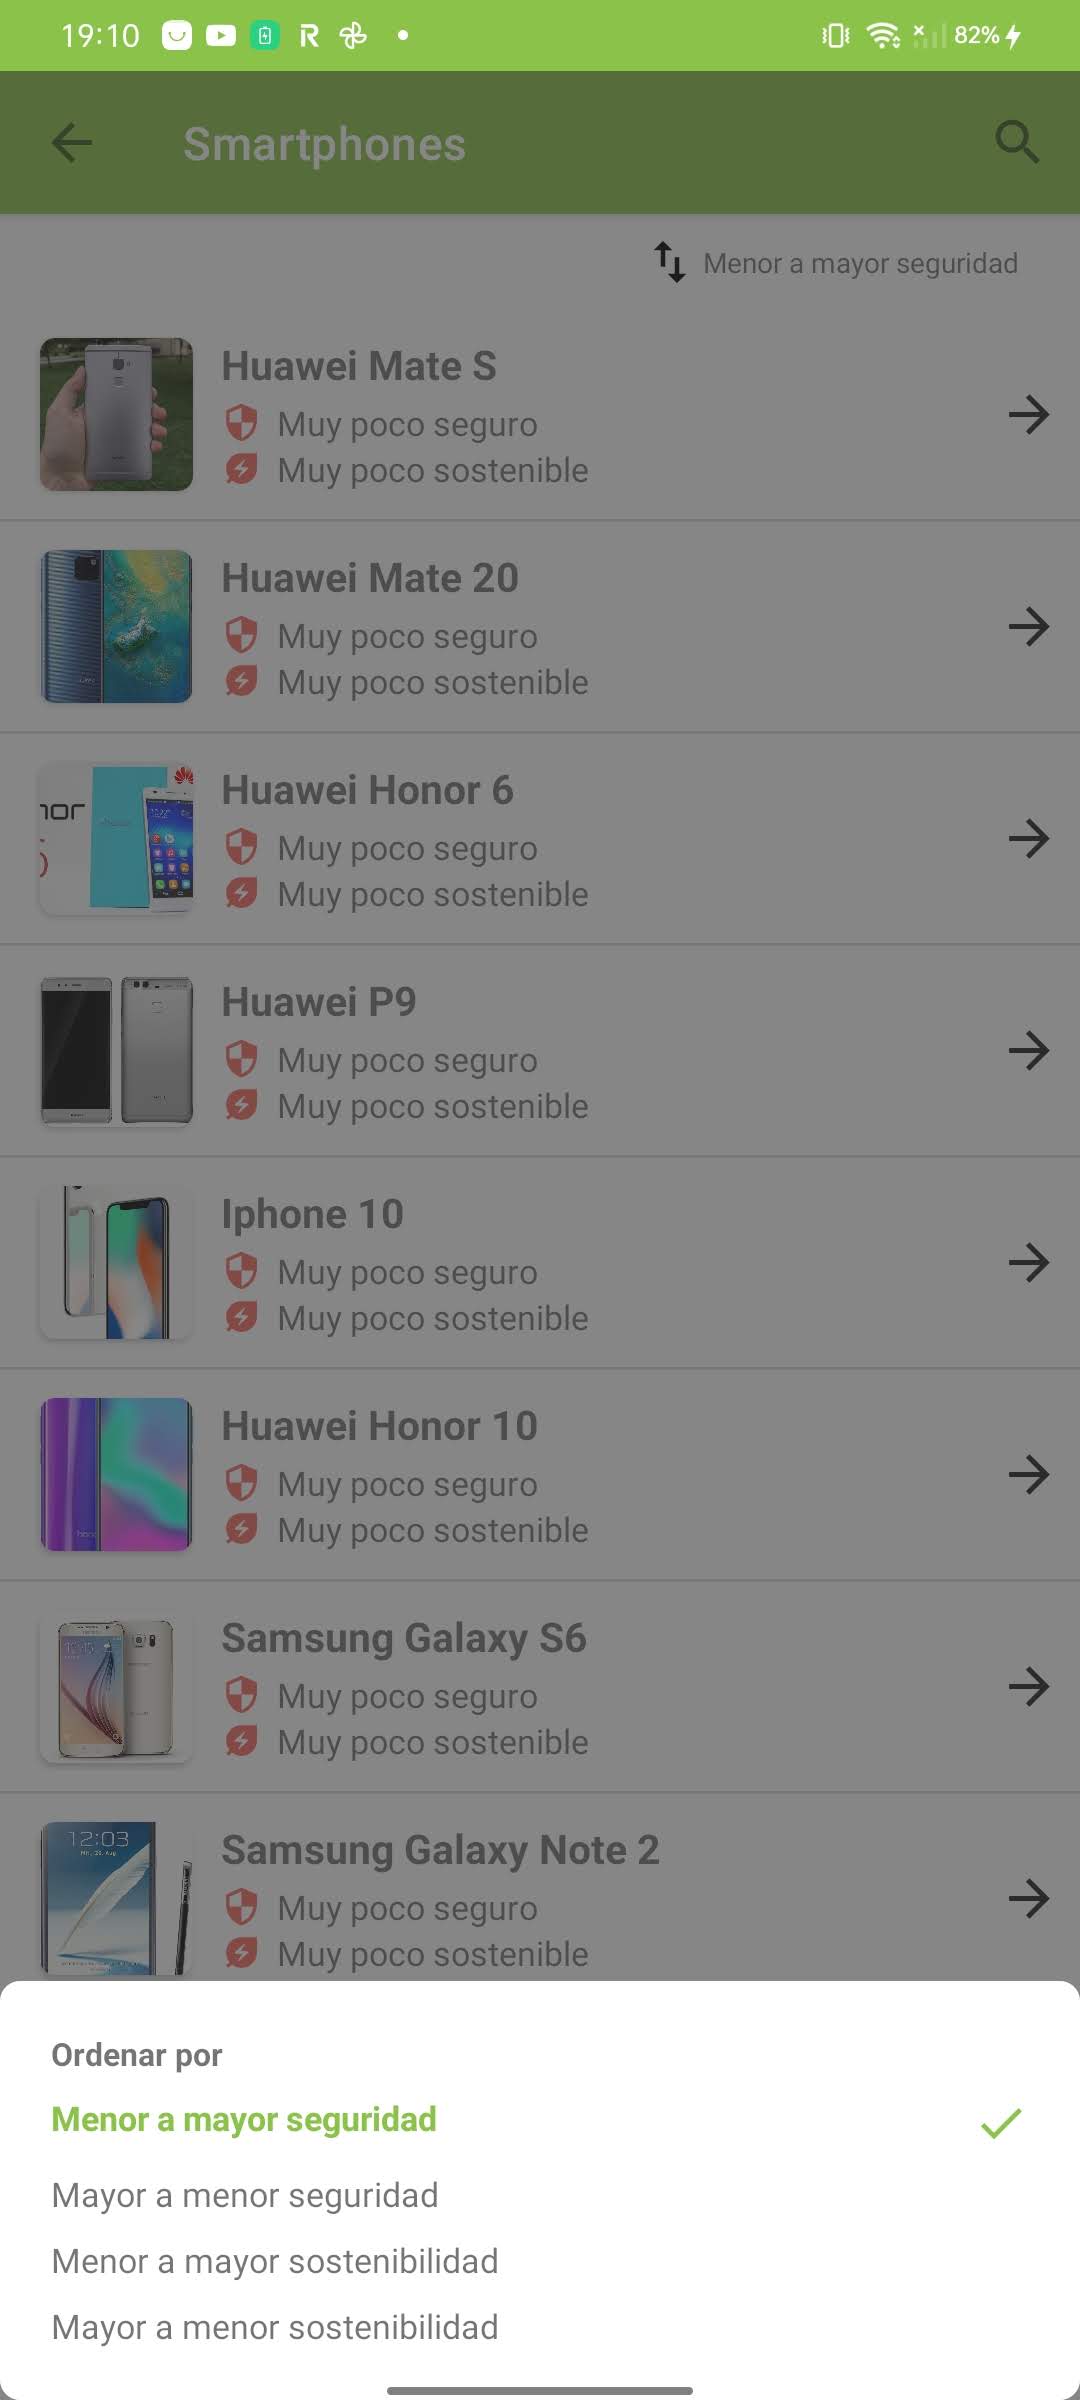 19:10
82%
Smartphones
Menor a mayor seguridad
Huawei Mate S
Muy poco seguro
Muy poco sostenible
Huawei Mate 20
Muy poco seguro
Muy poco sostenible
nor
Huawei Honor 6
Muy poco seguro
Muy poco sostenible
Huawei P9
Muy poco seguro
Muy poco sostenible
Iphone 10
Muy poco seguro
Muy poco sostenible
Huawei Honor 10
Muy poco seguro
Muy poco sostenible
Samsung Galaxy S6
Muy poco seguro
Muy poco sostenible
12:03
Samsung Galaxy Note 2
Muy poco seguro
Muy poco sostenible
Ordenar por
Menor a mayor seguridad
Mayor a menor seguridad
Menor a mayor sostenibilidad
Mayor a menor sostenibilidad